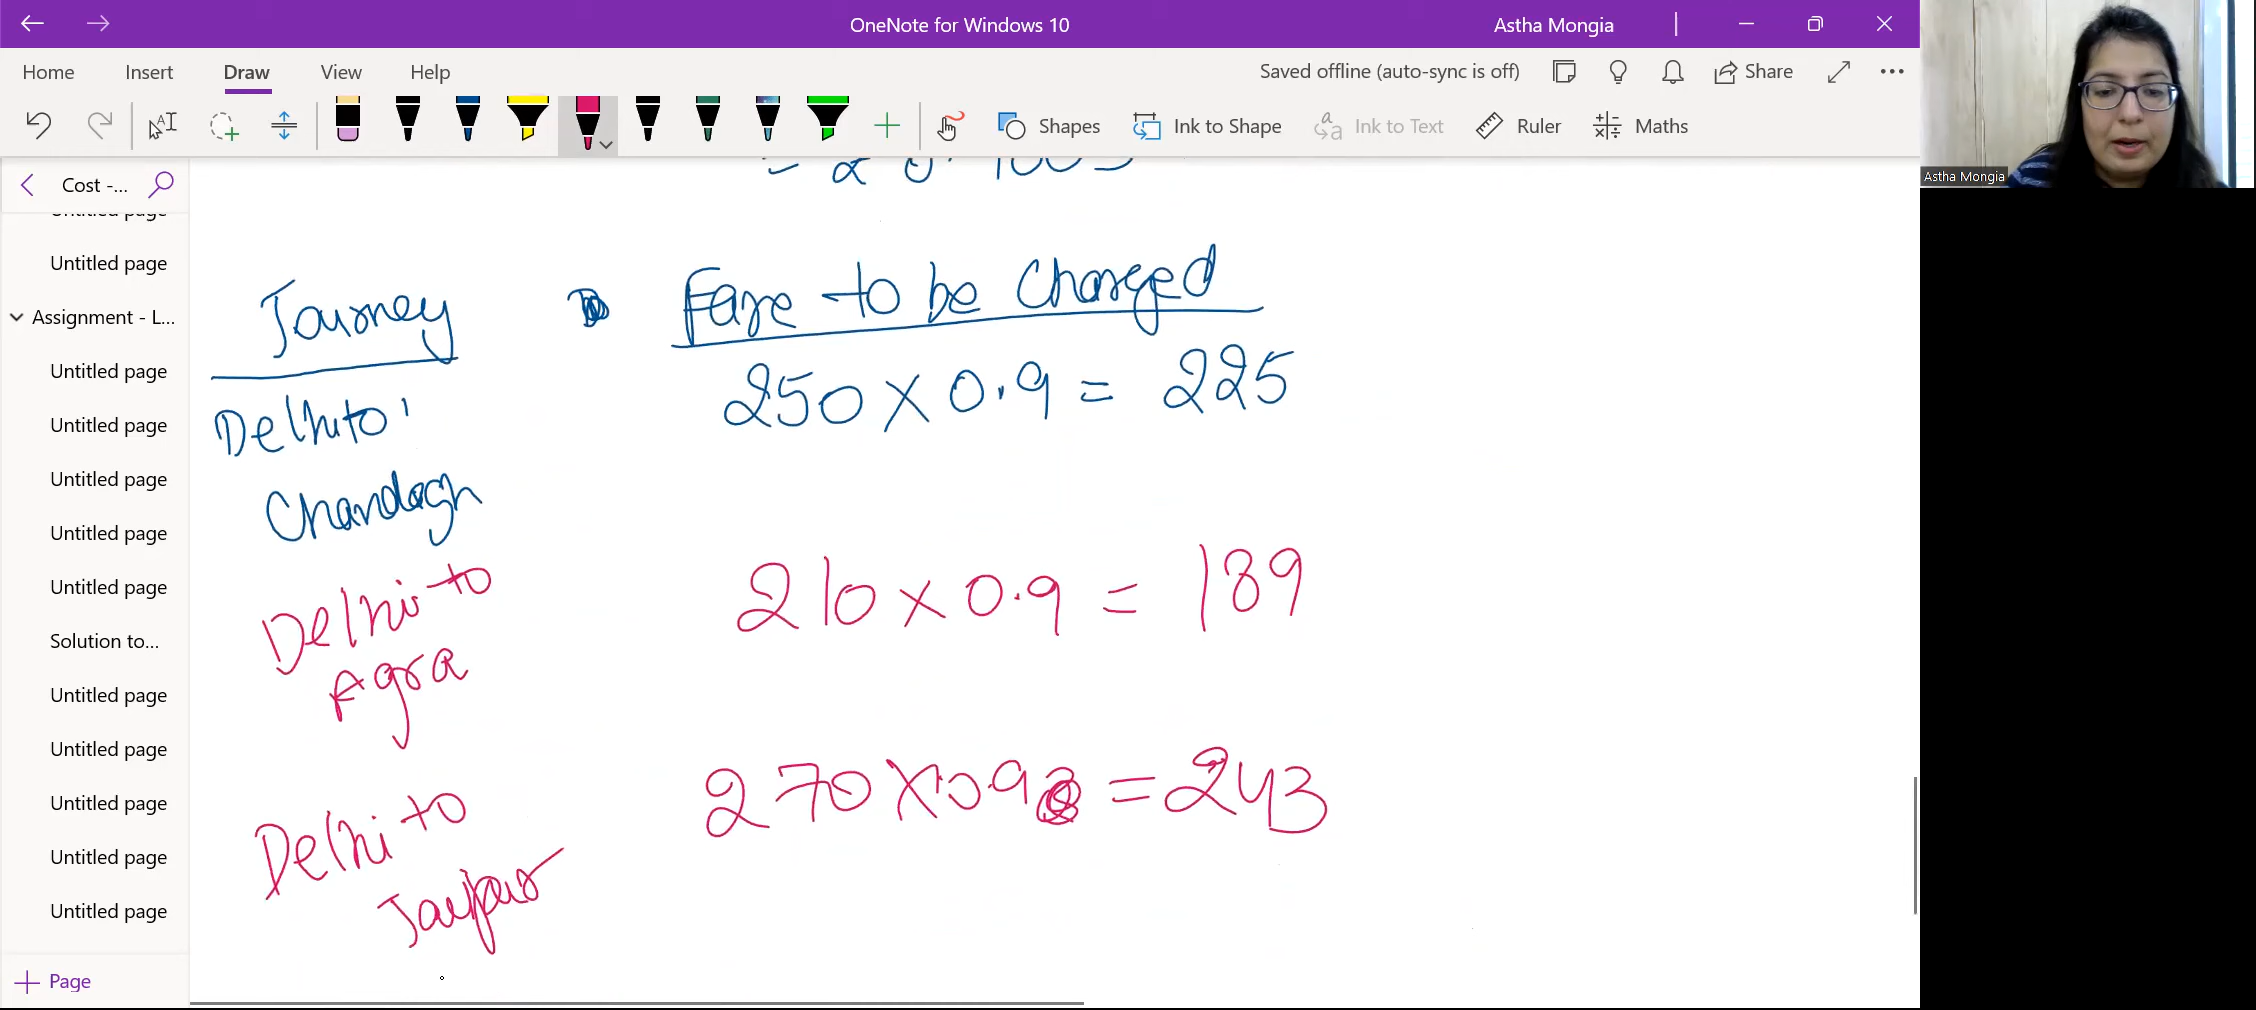 OneNote for Windows 10
Astha Mongia
Home Insert Draw View Help
Saved offline (auto-sync is off)
Share
Shapes
Ink to Shape
Ink to Text
Ruler
Maths
Astha Mongia
Cost -...
Untitled page
Untitled page
Assignment - L...
Untitled page
Untitled page
Untitled page
Untitled page
Untitled page
Solution to...
Untitled page
Untitled page
Untitled page
Untitled page
Untitled page
Page
Journey Fare to be Charged
Delhi to 250 × 0.9 = 225
Delhi to 210 × 0.9 = 189
Agra
Delhi to 270 × 0.9 = 243